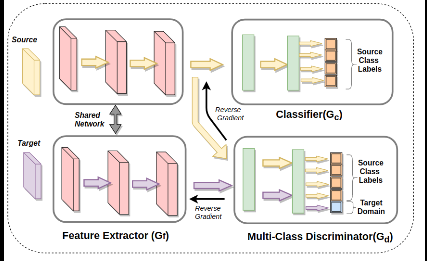 Source
Source
Class
Labels
Reverse
Gradient
Classifier(Gc)
Shared
Network
Target
Source
Class
Labels
Target
Domain
Reverse
Gradient
Feature Extractor (Gf)
Multi-Class Discriminator(Gd)